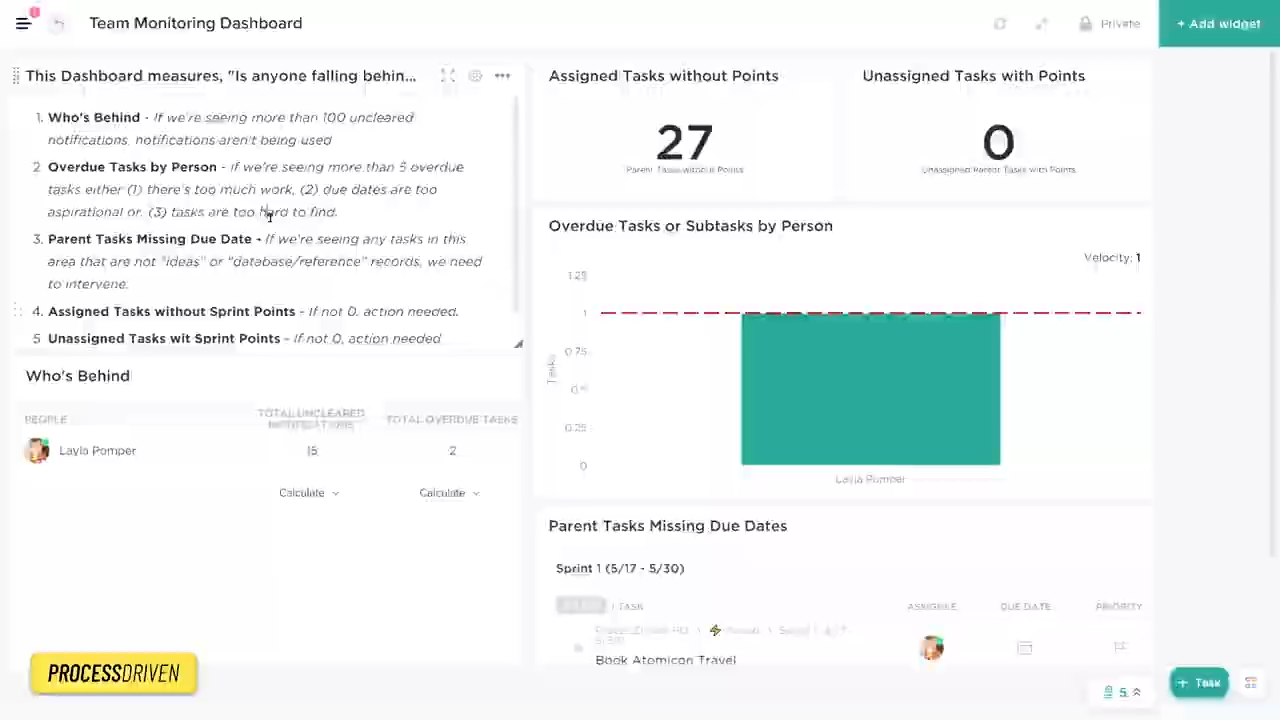 Team Monitoring Dashboard
Private
+ Add widget
This Dashboard measures, "Is anyone falling behin...
1. Who's Behind - If we're seeing more than 100 uncleared
notifications, notifications aren't being used
2 Overdue Tasks by Person - if we're seeing more than 5 overdue
tasks either (1) there's too much work, (2) due dates are too
aspirational or, (3) tasks are too hard to find.
3. Parent Tasks Missing Due Date - If we're seeing any tasks in this
area that are not "ideas" or "database/reference" records, we need
to intervene.
4. Assigned Tasks without Sprint Points - If not 0, action needed.
5 Unassigned Tasks wit Sprint Points - If not 0, action needed
Assigned Tasks without Points
27
Parent Tasks without Points
Unassigned Tasks with Points
0
Unassigned Parent Tasks with Points
Overdue Tasks or Subtasks by Person
Velocity: 1
1.25
1
0.75
0.5
0.25
0
Tasks
Layla Pomper
Who's Behind
PEOPLE
TOTAL UNCLEARED
NOTIFICATIONS
TOTAL OVERDUE TASKS
Layla Pomper
15
2
Calculate
Calculate
Parent Tasks Missing Due Dates
Sprint 1 (5/17 - 5/30)
1 TASK
ASSIGNEE
DUE DATE
PRIORITY
Book Atomicon Travel
PROCESSDRIVEN
5
+ Task